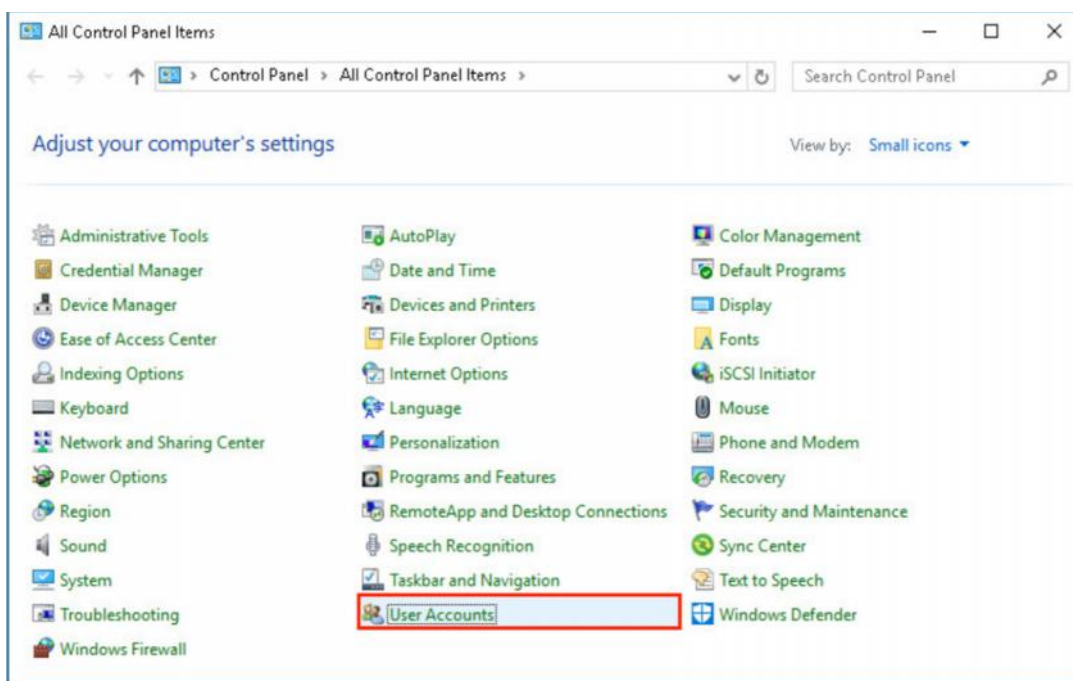 All Control Panel Items
Control Panel > All Control Panel Items >
Search Control Panel
Adjust your computer's settings
View by: Small icons
Administrative Tools
AutoPlay
Color Management
Credential Manager
Date and Time
Default Programs
Device Manager
Devices and Printers
Display
Ease of Access Center
File Explorer Options
Fonts
Indexing Options
Internet Options
iSCSI Initiator
Keyboard
Language
Mouse
Network and Sharing Center
Personalization
Phone and Modem
Power Options
Programs and Features
Recovery
Region
RemoteApp and Desktop Connections
Security and Maintenance
Sound
Speech Recognition
Sync Center
System
Taskbar and Navigation
Text to Speech
Troubleshooting
User Accounts
Windows Defender
Windows Firewall